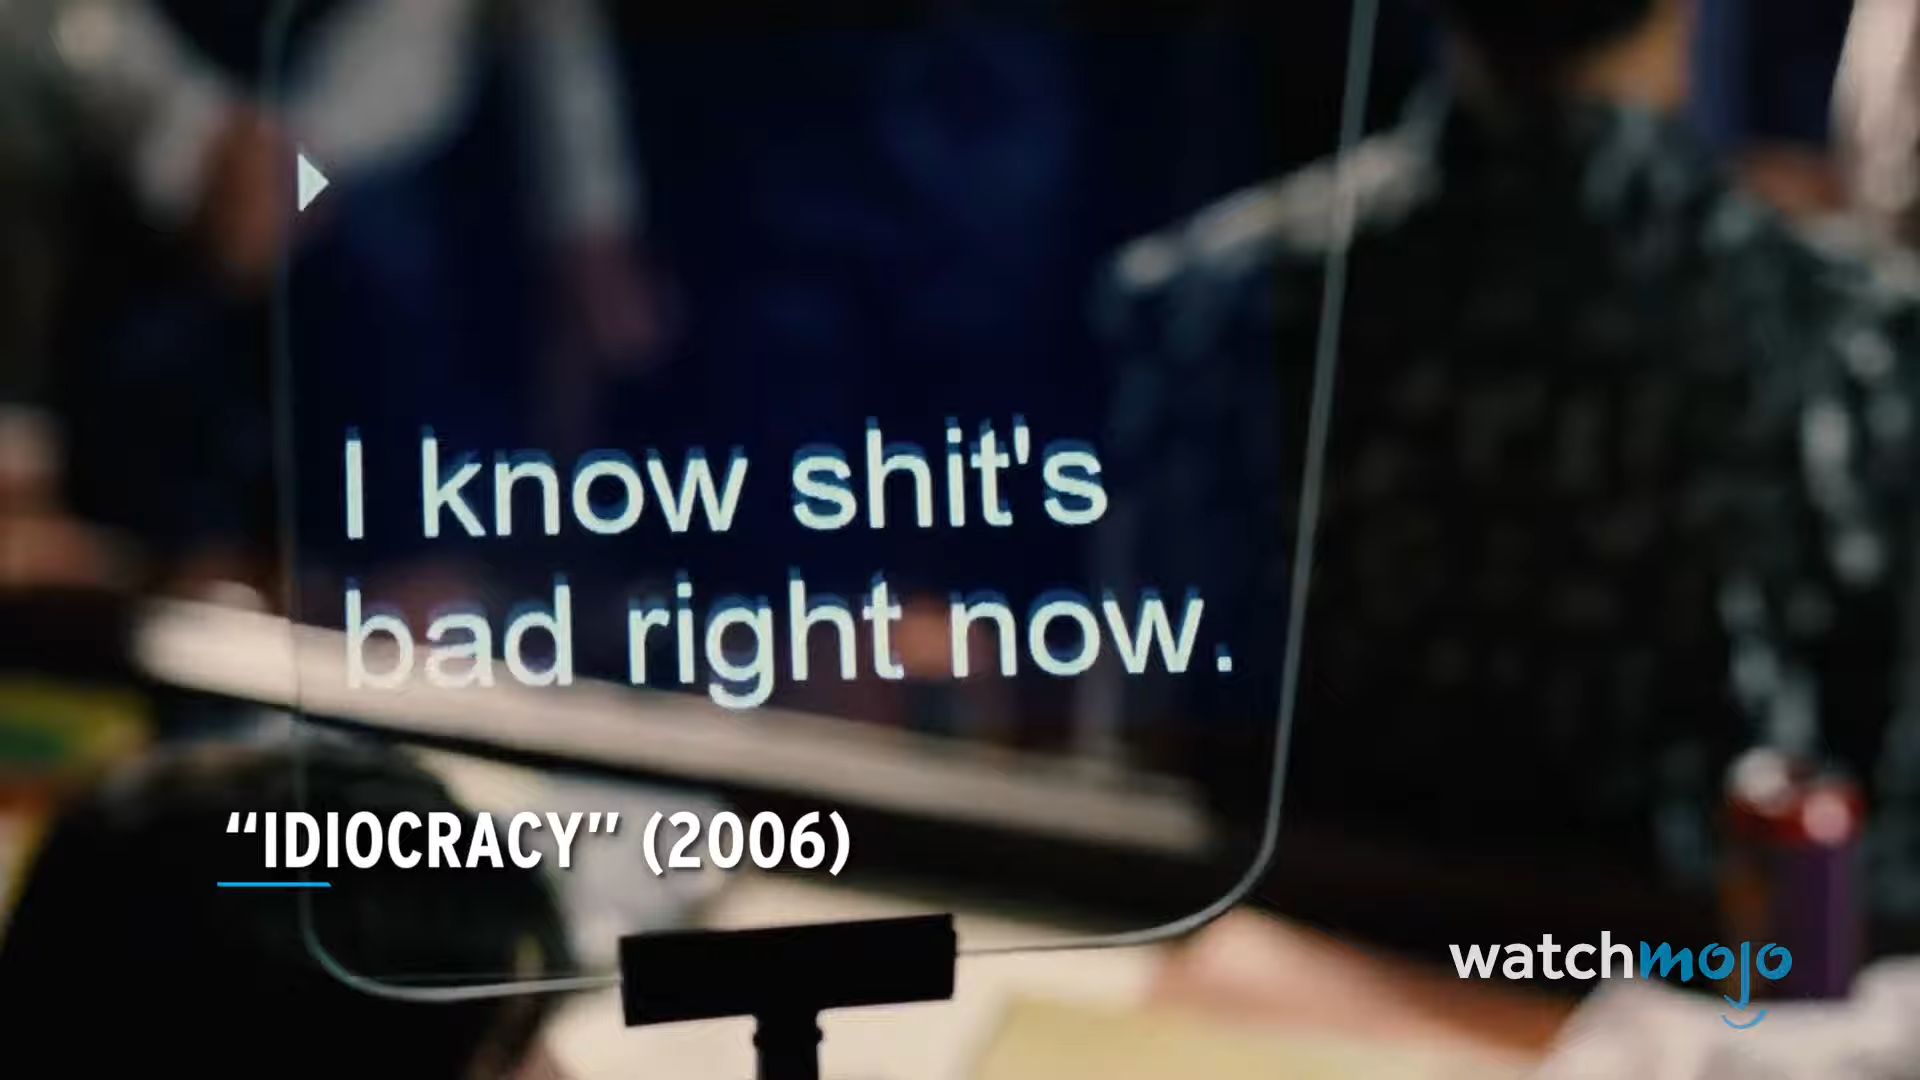 I know shit's
bad right now.
“IDIOCRACY” (2006)
watchmojo